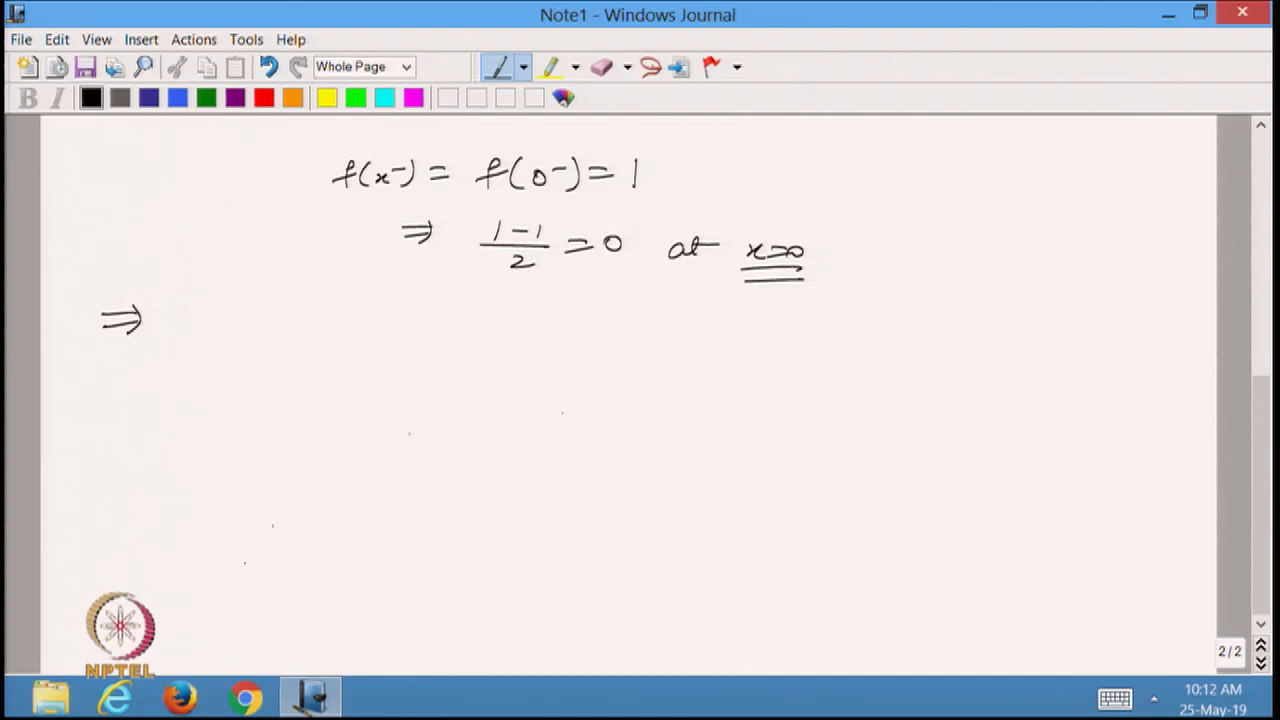 Note1 - Windows Journal
File Edit View Insert Actions Tools Help
Whole Page
B I
f(x⁻) = f(0⁻) = 1
⇒ (1-1)/2 = 0 at x=0
⇒
2 / 2
NPTEL
10:12 AM
25-May-19